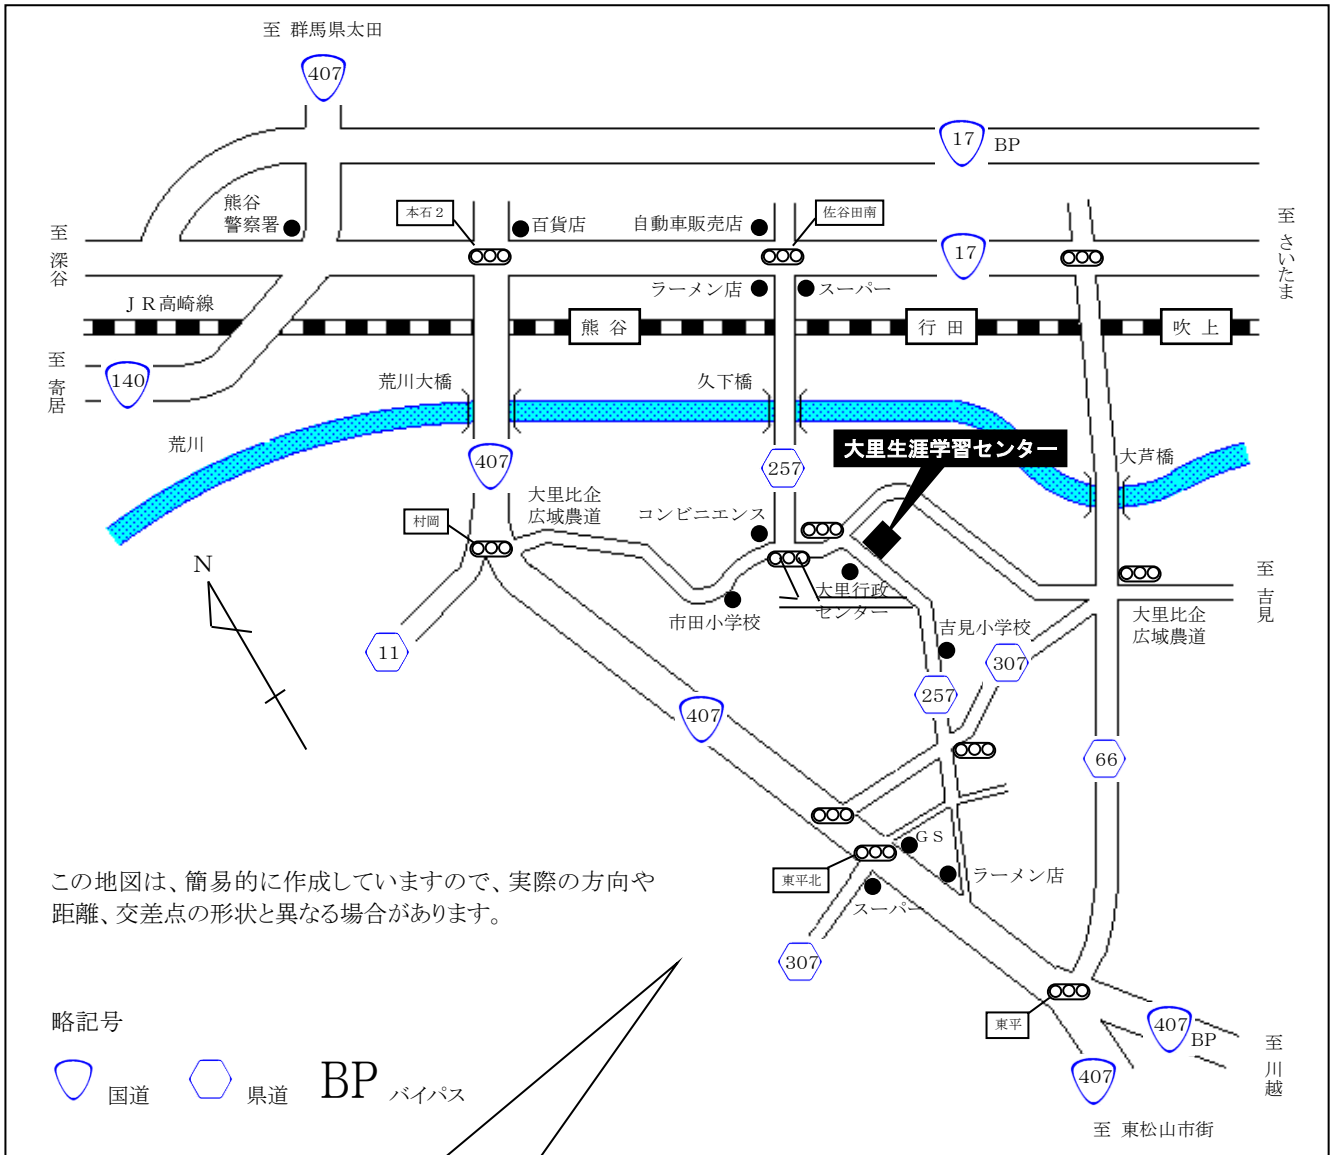 至 群馬県太田
407
17
BP
熊谷
警察署
本石２
百貨店
自動車販売店
佐谷田南
至 さいたま
至 深谷
17
ラーメン店
スーパー
ＪＲ高崎線
熊 谷
行 田
吹 上
至 寄居
140
荒川大橋
久下橋
荒川
大里生涯学習センター
大芦橋
407
257
大里比企
広域農道
コンビニエンス
村岡
N
大里行政
センター
至 吉見
市田小学校
吉見小学校
大里比企
広域農道
11
307
257
407
66
ＧＳ
東平北
ラーメン店
スーパー
この地図は、簡易的に作成していますので、実際の方向や
距離、交差点の形状と異なる場合があります。
307
略記号
東平
407
BP
至 川越
国道
県道
BP バイパス
407
至 東松山市街